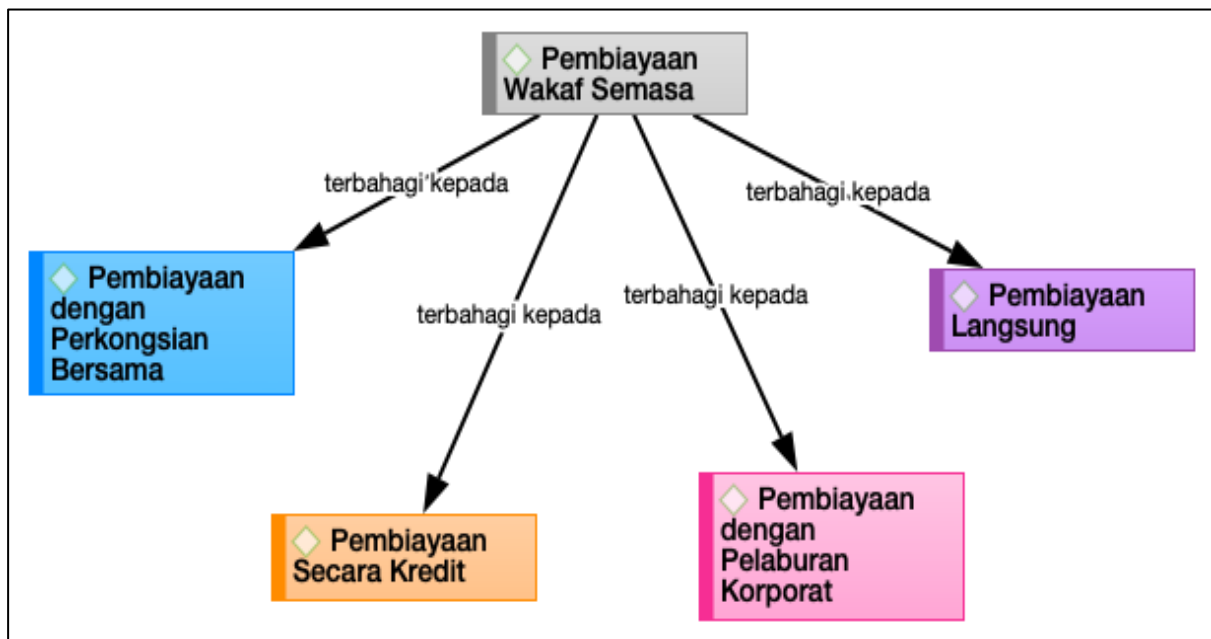 Pembiayaan
Wakaf Semasa
terbahagi kepada
terbahagi kepada
Pembiayaan
dengan
Perkongsian
Bersama
Pembiayaan
Langsung
terbahagi kepada
terbahagi kepada
Pembiayaan
Secara Kredit
Pembiayaan
dengan
Pelaburan
Korporat